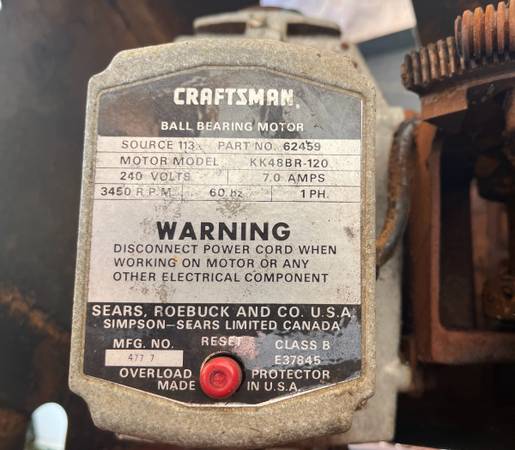 CRAFTSMAN.
BALL BEARING MOTOR
SOURCE 113. PART NO. 62459
MOTOR MODEL KK48BR-120
240 VOLTS 7.0 AMPS
3450 R.P.M. 60 hz 1 PH.
WARNING
DISCONNECT POWER CORD WHEN
WORKING ON MOTOR OR ANY
OTHER ELECTRICAL COMPONENT
SEARS, ROEBUCK AND CO. U.S.A.
SIMPSON-SEARS LIMITED CANADA
MFG. NO. RESET CLASS B
477 7 E37845
OVERLOAD PROTECTOR
MADE IN U.S.A.